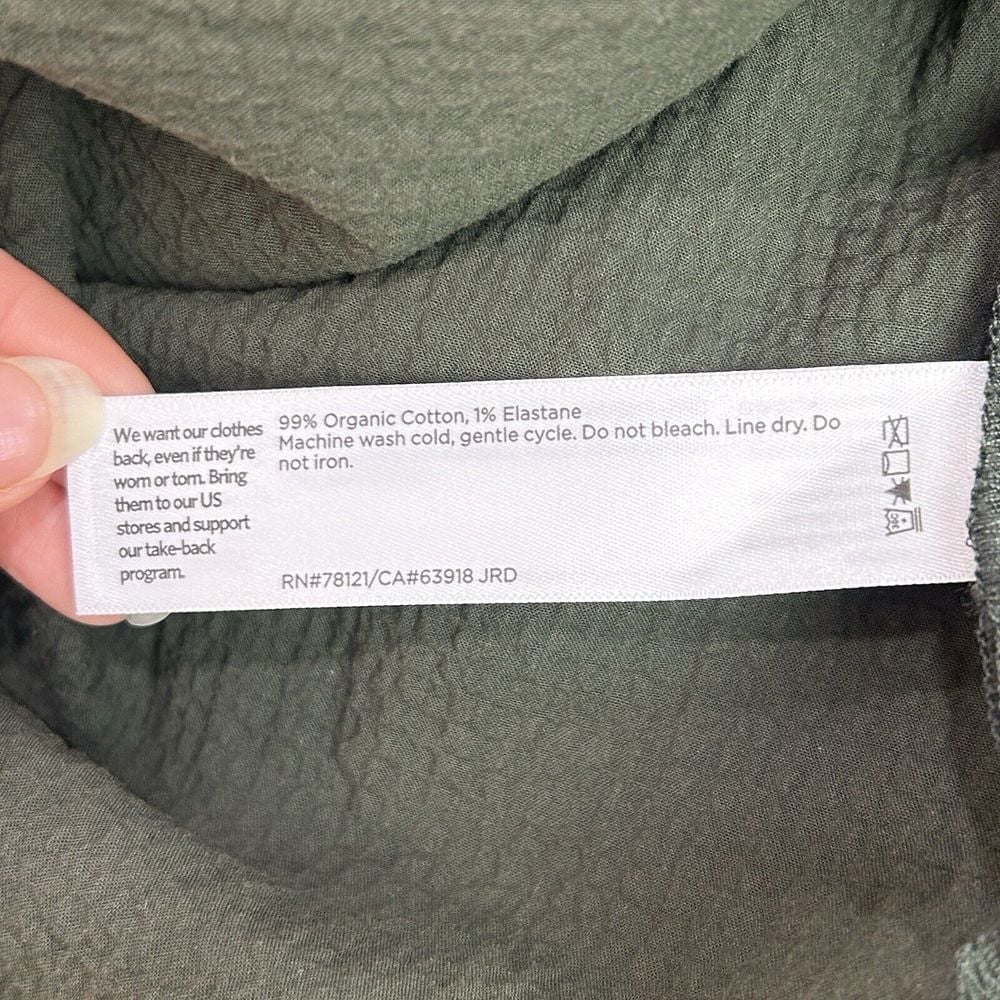 We want our clothes
back, even if they're
worn or torn. Bring
them to our US
stores and support
our take-back
program.
99% Organic Cotton, 1% Elastane
Machine wash cold, gentle cycle. Do not bleach. Line dry. Do
not iron.
RN#78121/CA#63918 JRD